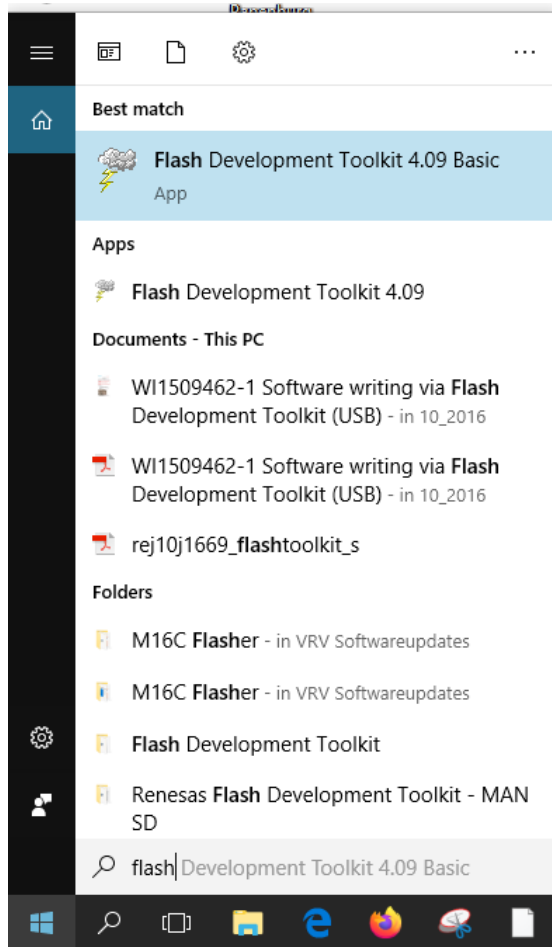 Best match
Flash Development Toolkit 4.09 Basic
App
Apps
Flash Development Toolkit 4.09
Documents - This PC
WI1509462-1 Software writing via Flash
Development Toolkit (USB) - in 10_2016
WI1509462-1 Software writing via Flash
Development Toolkit (USB) - in 10_2016
rej10j1669_flashtoolkit_s
Folders
M16C Flasher - in VRV Softwareupdates
M16C Flasher - in VRV Softwareupdates
Flash Development Toolkit
Renesas Flash Development Toolkit - MAN
SD
flash Development Toolkit 4.09 Basic